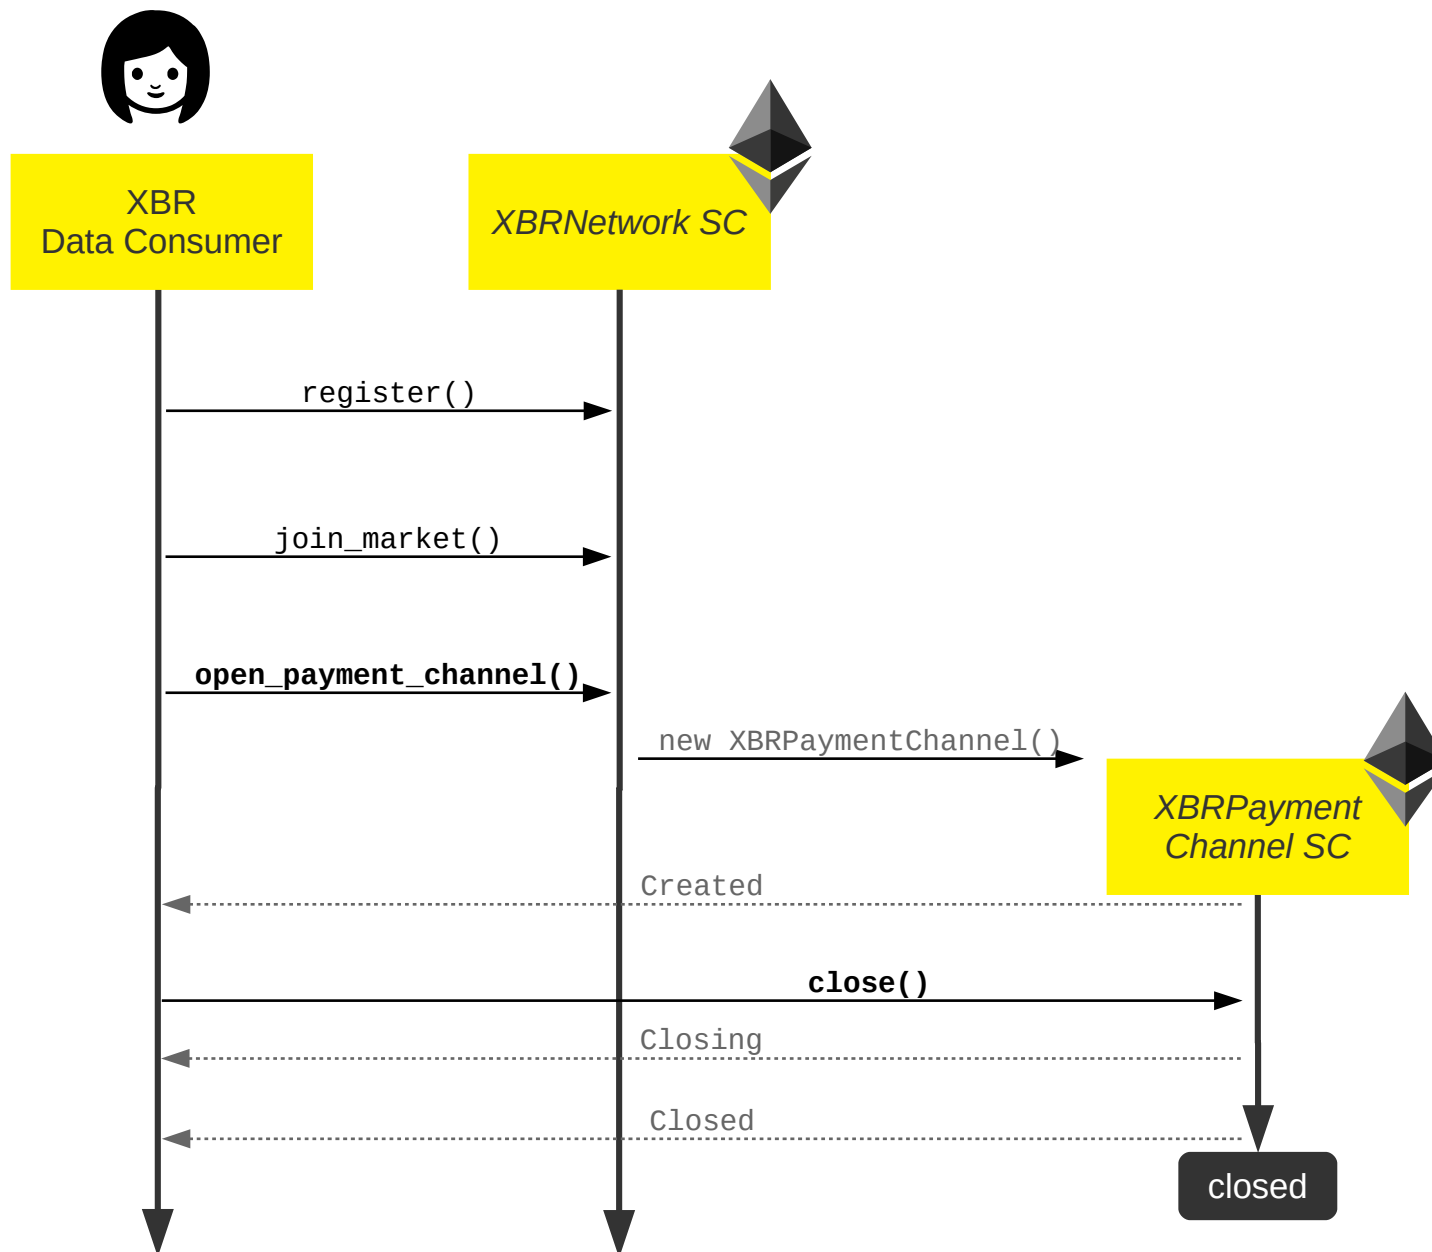 XBR
Data Consumer
XBRNetwork SC
register()
join_market()
open_payment_channel()
new XBRPaymentChannel()
XBRPayment
Channel SC
Created
close()
Closing
Closed
closed